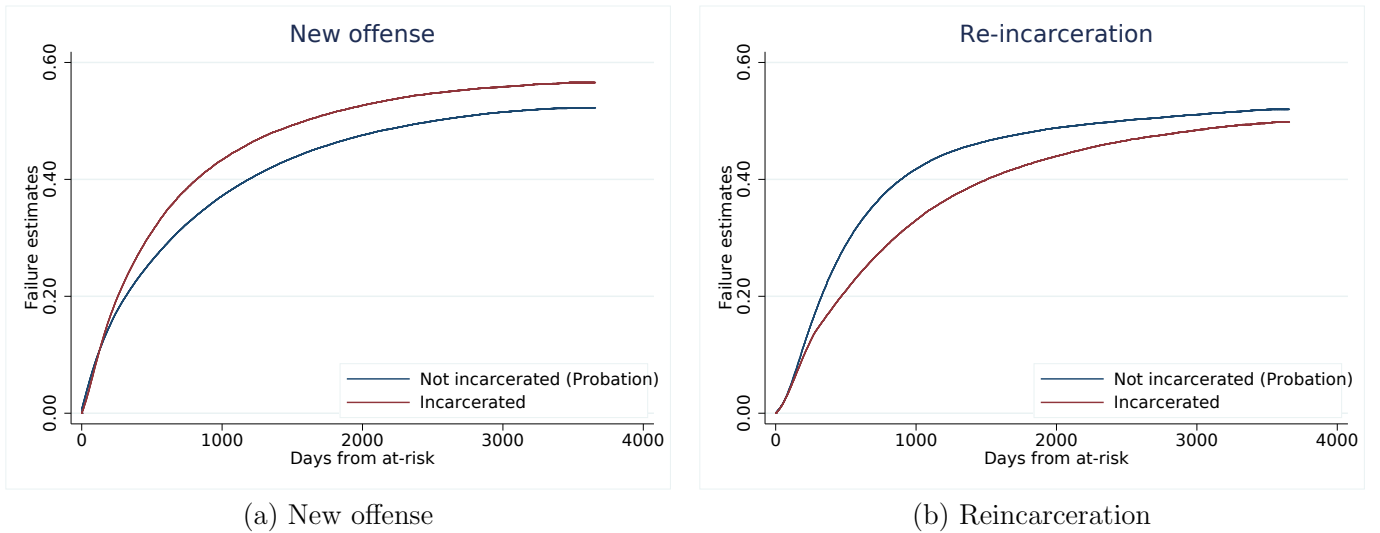 New offense
Failure estimates
0.60
0.40
0.20
0.00
Not incarcerated (Probation)
Incarcerated
0 1000 2000 3000 4000
Days from at-risk
(a) New offense
Re-incarceration
Failure estimates
0.60
0.40
0.20
0.00
Not incarcerated (Probation)
Incarcerated
0 1000 2000 3000 4000
Days from at-risk
(b) Reincarceration